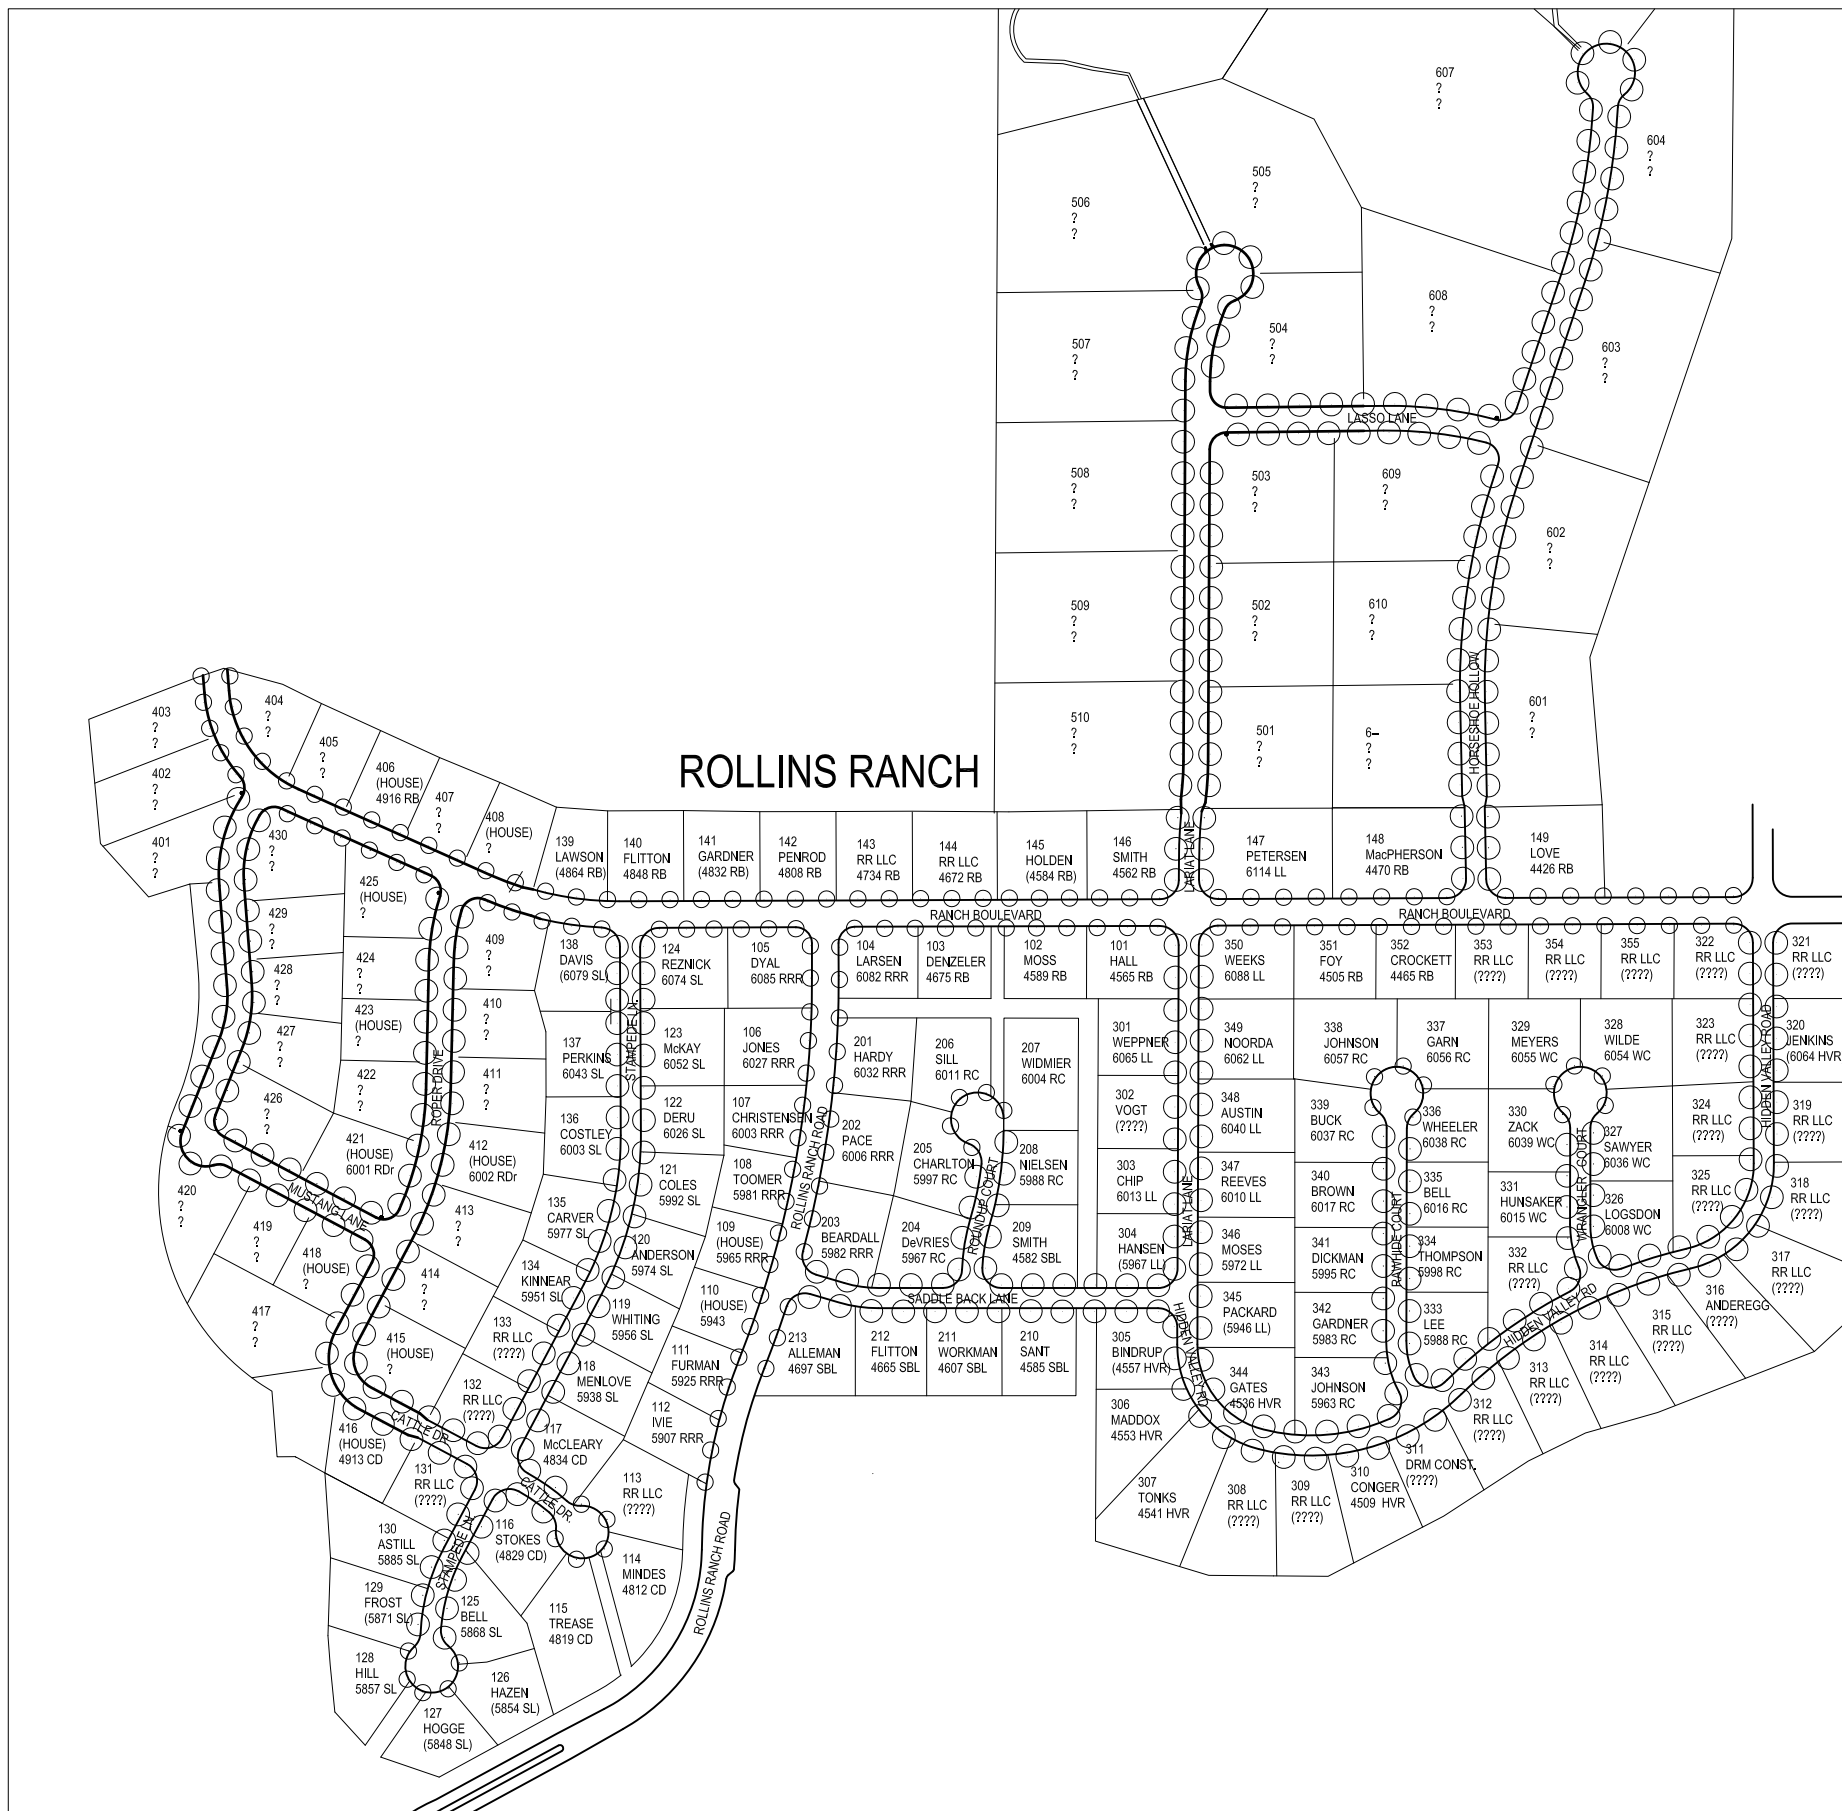 ROLLINS RANCH
607
?
?
604
?
?
505
?
?
506
?
?
608
?
?
504
?
?
507
?
?
603
?
?
LASSO LANE
508
?
?
503
?
?
609
?
?
602
?
?
509
?
?
502
?
?
610
?
?
HORSESHOE HOLLOW
510
?
?
501
?
?
6–
?
?
601
?
?
403
?
?
404
?
?
405
?
?
402
?
?
406
(HOUSE)
4916 RB
407
?
?
408
(HOUSE)
?
401
?
?
430
?
?
139
LAWSON
(4864 RB)
140
FLITTON
4848 RB
141
GARDNER
(4832 RB)
142
PENROD
4808 RB
143
RR LLC
4734 RB
144
RR LLC
4672 RB
145
HOLDEN
(4584 RB)
146
SMITH
4562 RB
LARIAT LANE
147
PETERSEN
6114 LL
148
MacPHERSON
4470 RB
149
LOVE
4426 RB
RANCH BOULEVARD
RANCH BOULEVARD
425
(HOUSE)
?
429
?
?
428
?
?
427
?
?
426
?
?
424
?
?
423
(HOUSE)
?
422
?
?
421
(HOUSE)
6001 RDr
ROPER DRIVE
409
?
?
410
?
?
411
?
?
412
(HOUSE)
6002 RDr
413
?
?
414
?
?
415
(HOUSE)
?
MUSTANG LANE
420
?
?
419
?
?
418
(HOUSE)
?
417
?
?
416
(HOUSE)
4913 CD
CATTLE DR.
138
DAVIS
(6079 SL)
137
PERKINS
6043 SL
136
COSTLEY
6003 SL
135
CARVER
5977 SL
134
KINNEAR
5951 SL
133
RR LLC
(????)
132
RR LLC
(????)
131
RR LLC
(????)
130
ASTILL
5885 SL
129
FROST
(5871 SL)
128
HILL
5857 SL
127
HOGGE
(5848 SL)
126
HAZEN
(5854 SL)
125
BELL
5868 SL
STAMPEDE LN.
STAMPEDE LN.
124
REZNICK
6074 SL
123
McKAY
6052 SL
122
DERU
6026 SL
121
COLES
5992 SL
120
ANDERSON
5974 SL
119
WHITING
5956 SL
118
MENLOVE
5938 SL
117
McCLEARY
4834 CD
CATTLE DR.
116
STOKES
(4829 CD)
115
TREASE
4819 CD
114
MINDES
4812 CD
113
RR LLC
(????)
112
IVIE
5907 RRR
111
FURMAN
5925 RRR
110
(HOUSE)
5943
109
(HOUSE)
5965 RRR
108
TOOMER
5981 RRR
107
CHRISTENSEN
6003 RRR
106
JONES
6027 RRR
105
DYAL
6085 RRR
ROLLINS RANCH ROAD
ROLLINS RANCH ROAD
104
LARSEN
6082 RRR
103
DENZELER
4675 RB
102
MOSS
4589 RB
101
HALL
4565 RB
201
HARDY
6032 RRR
202
PACE
6006 RRR
203
BEARDALL
5982 RRR
204
DeVRIES
5967 RC
205
CHARLTON
5997 RC
206
SILL
6011 RC
207
WIDMIER
6004 RC
208
NIELSEN
5988 RC
209
SMITH
4582 SBL
ROUNDUP COURT
SADDLE BACK LANE
213
ALLEMAN
4697 SBL
212
FLITTON
4665 SBL
211
WORKMAN
4607 SBL
210
SANT
4585 SBL
301
WEPPNER
6065 LL
302
VOGT
(????)
303
CHIP
6013 LL
304
HANSEN
(5967 LL)
LARIAT LANE
305
BINDRUP
(4557 HVR)
306
MADDOX
4553 HVR
307
TONKS
4541 HVR
308
RR LLC
(????)
309
RR LLC
(????)
310
CONGER
4509 HVR
311
DRM CONST.
(????)
312
RR LLC
(????)
313
RR LLC
(????)
314
RR LLC
(????)
315
RR LLC
(????)
316
ANDEREGG
(????)
317
RR LLC
(????)
318
RR LLC
(????)
319
RR LLC
(????)
320
JENKINS
(6064 HVR
321
RR LLC
(????)
HIDDEN VALLEY RD
HIDDEN VALLEY RD
HIDDEN VALLEY ROAD
350
WEEKS
6088 LL
351
FOY
4505 RB
352
CROCKETT
4465 RB
353
RR LLC
(????)
354
RR LLC
(????)
355
RR LLC
(????)
322
RR LLC
(????)
349
NOORDA
6062 LL
348
AUSTIN
6040 LL
347
REEVES
6010 LL
346
MOSES
5972 LL
345
PACKARD
(5946 LL)
344
GATES
4536 HVR
338
JOHNSON
6057 RC
339
BUCK
6037 RC
340
BROWN
6017 RC
341
DICKMAN
5995 RC
342
GARDNER
5983 RC
343
JOHNSON
5963 RC
RAWHIDE COURT
337
GARN
6056 RC
336
WHEELER
6038 RC
335
BELL
6016 RC
334
THOMPSON
5998 RC
333
LEE
5988 RC
329
MEYERS
6055 WC
330
ZACK
6039 WC
331
HUNSAKER
6015 WC
332
RR LLC
(????)
WRANGLER COURT
328
WILDE
6054 WC
327
SAWYER
6036 WC
326
LOGSDON
6008 WC
323
RR LLC
(????)
324
RR LLC
(????)
325
RR LLC
(????)